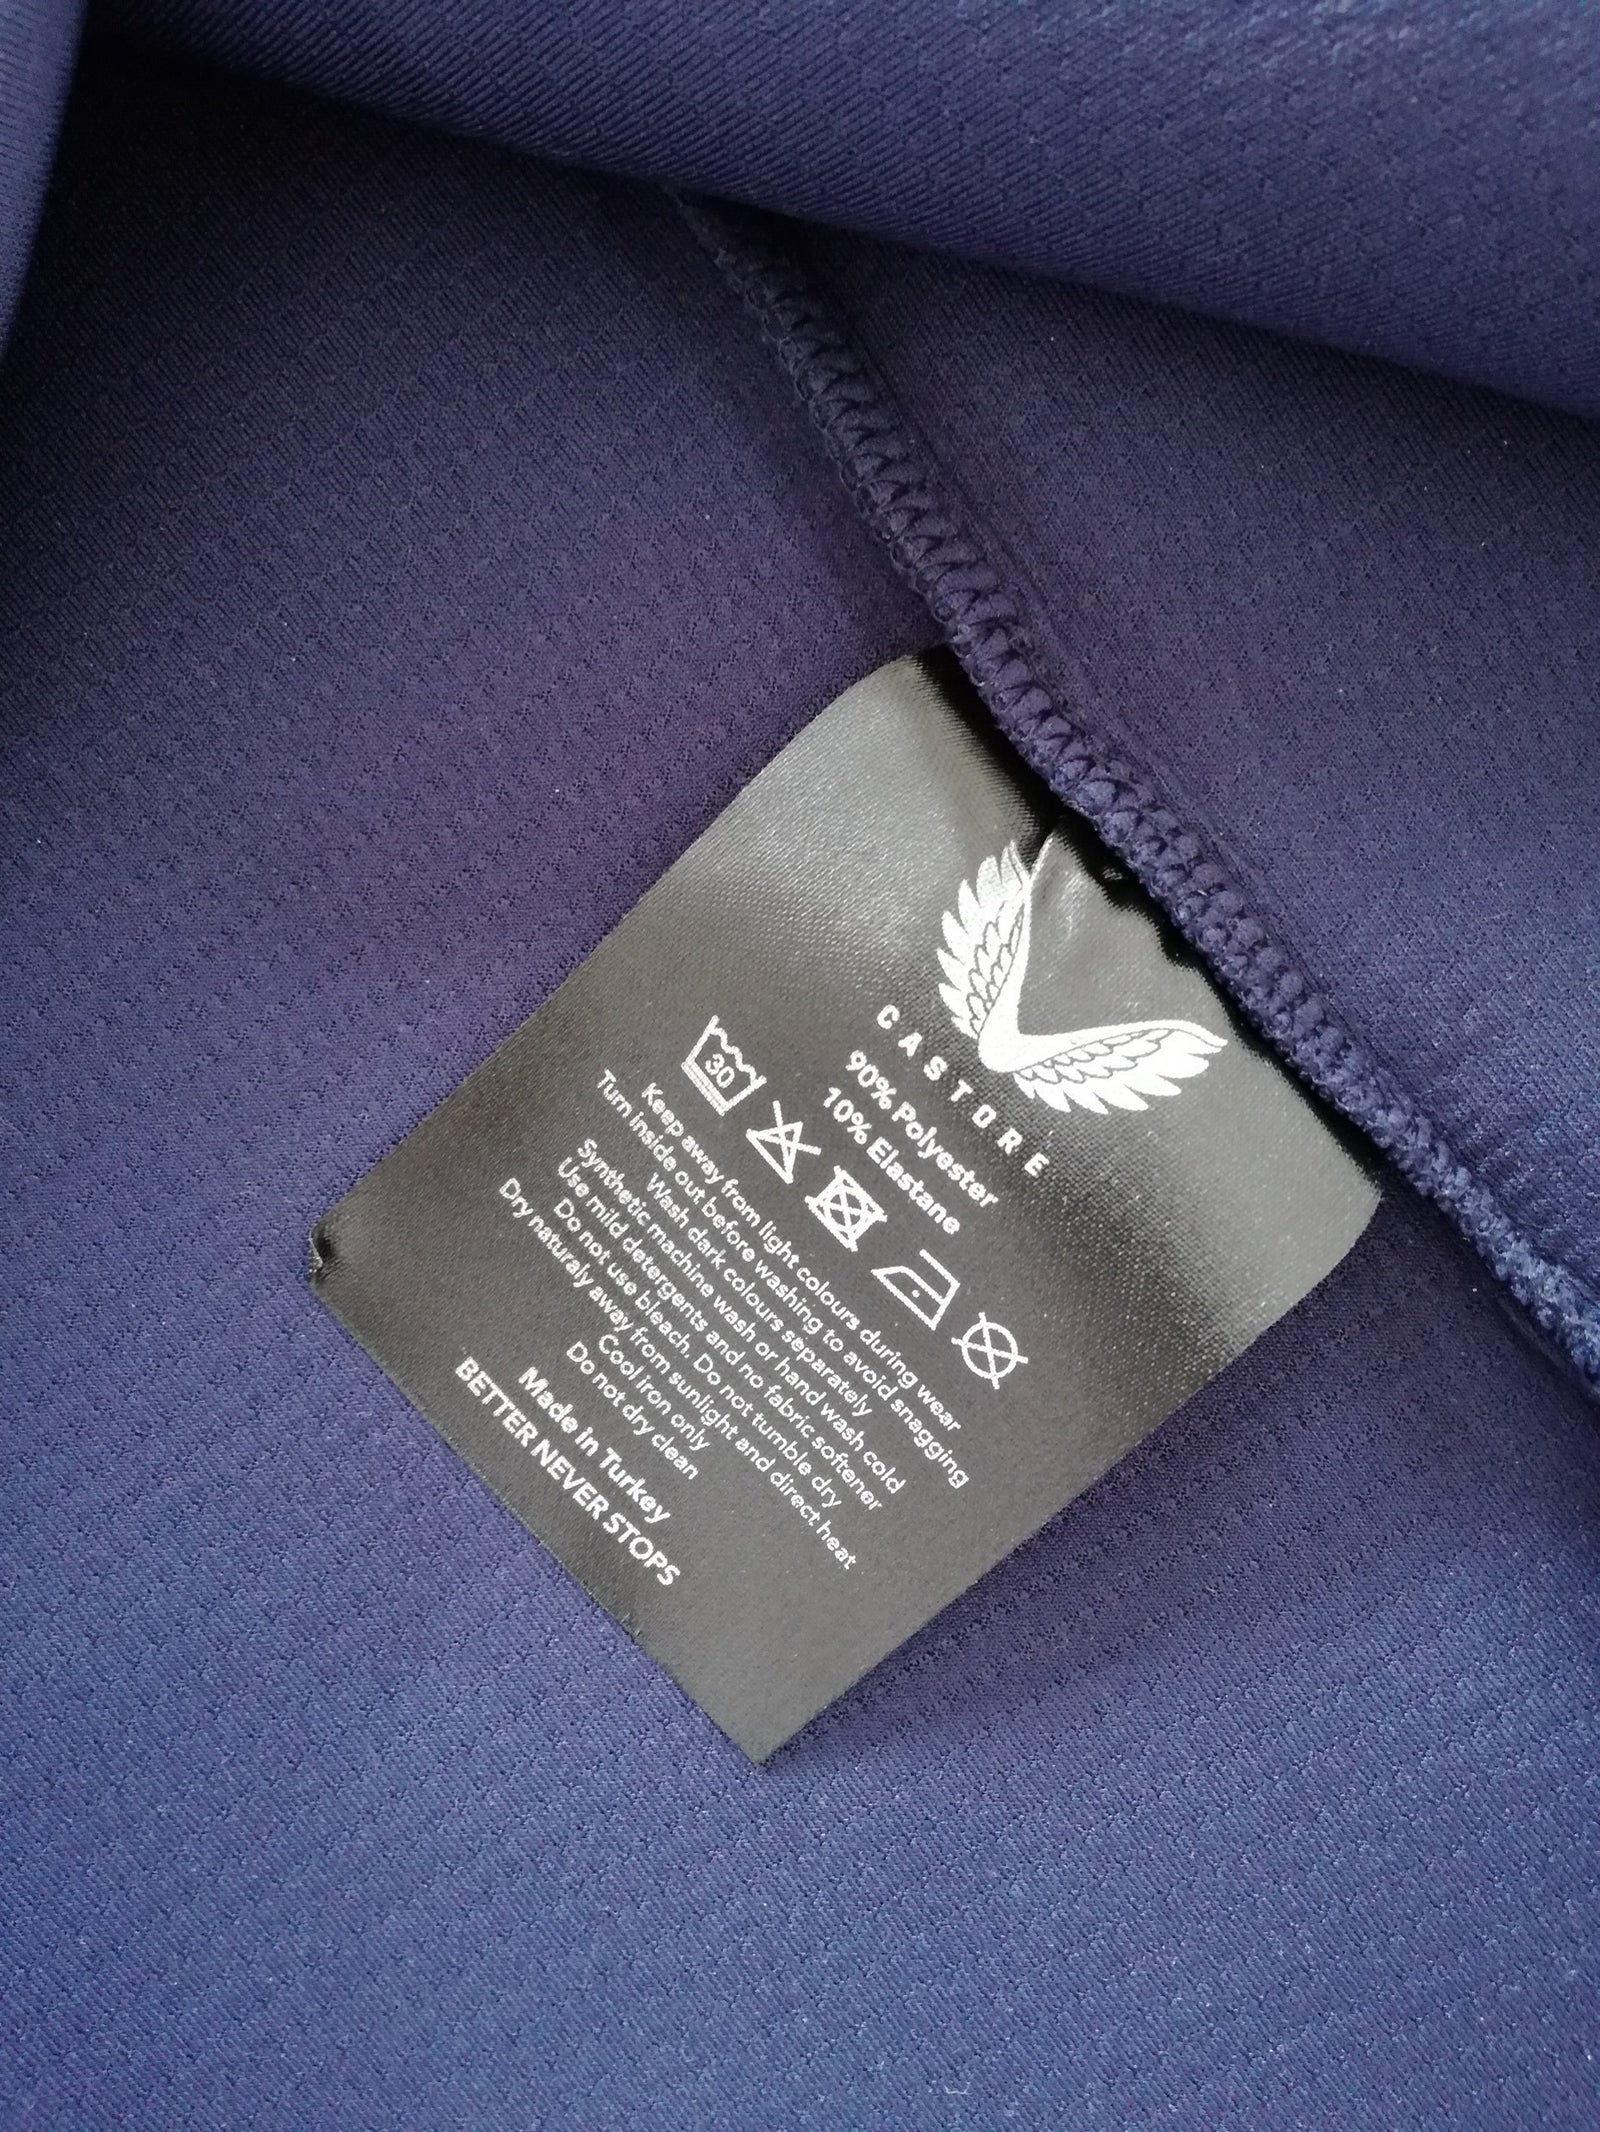 CASTORE
90% Polyester
10% Elastane
30
Keep away from light colours during wear
Turn inside out before washing to avoid snagging
Wash dark colours separately
Synthetic machine wash or hand wash cold
Use mild detergents and no fabric softener
Do not use bleach. Do not tumble dry
Dry naturaly away from sunlight and direct heat
Cool iron only
Do not dry clean
Made in Turkey
BETTER NEVER STOPS